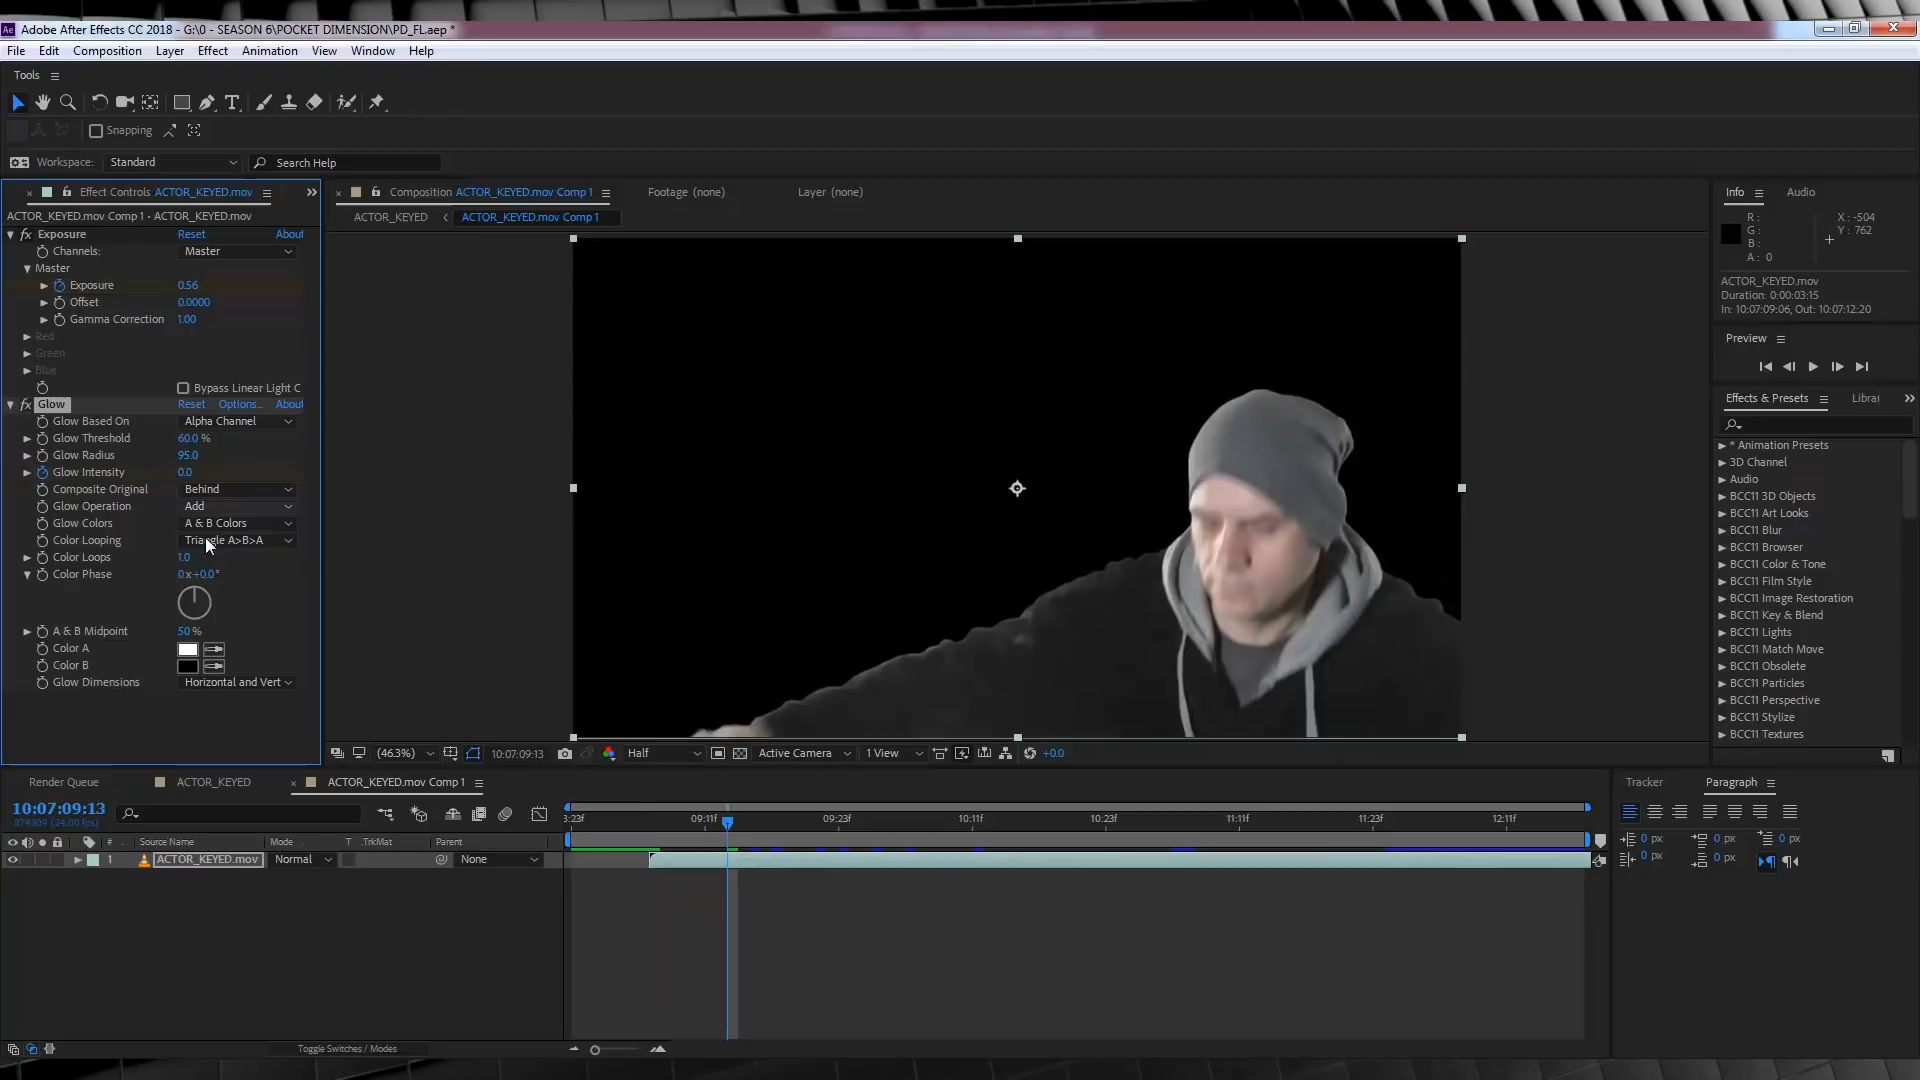 Adobe After Effects CC 2018 - G:\0 - SEASON 6\POCKET DIMENSION\PD_FL.aep *
File Edit Composition Layer Effect Animation View Window Help
Tools
Snapping
Workspace: Standard Search Help
Effect Controls ACTOR_KEYED.mov
ACTOR_KEYED.mov Comp 1 • ACTOR_KEYED.mov
fx Exposure Reset About
Channels: Master
Master
Exposure 0.56
Offset 0.0000
Gamma Correction 1.00
Red
Green
Blue
Bypass Linear Light C
fx Glow Reset Options... About
Glow Based On Alpha Channel
Glow Threshold 60.0 %
Glow Radius 95.0
Glow Intensity 0.0
Composite Original Behind
Glow Operation Add
Glow Colors A & B Colors
Color Looping Triangle A>B>A
Color Loops 1.0
Color Phase 0 x +0.0°
A & B Midpoint 50 %
Color A
Color B
Glow Dimensions Horizontal and Vert
Composition ACTOR_KEYED.mov Comp 1 Footage (none) Layer (none)
ACTOR_KEYED ACTOR_KEYED.mov Comp 1
(46.3%) 10:07:09:13 Half Active Camera 1 View +0.0
Info Audio
R: X: -504
G: Y: 762
B:
A: 0
ACTOR_KEYED.mov
Duration: 0:00:03:15
In: 10:07:09:06, Out: 10:07:12:20
Preview
Effects & Presets Librai
* Animation Presets
3D Channel
Audio
BCC11 3D Objects
BCC11 Art Looks
BCC11 Blur
BCC11 Browser
BCC11 Color & Tone
BCC11 Film Style
BCC11 Image Restoration
BCC11 Key & Blend
BCC11 Lights
BCC11 Match Move
BCC11 Obsolete
BCC11 Particles
BCC11 Perspective
BCC11 Stylize
BCC11 Textures
BCC11 Time
Render Queue ACTOR_KEYED ACTOR_KEYED.mov Comp 1
10:07:09:13
874909 (24.00 fps)
3:23f 09:11f 09:23f 10:11f 10:23f 11:11f 11:23f 12:11f
# Source Name Mode T .TrkMat Parent
1 ACTOR_KEYED.mov Normal None
Toggle Switches / Modes
Tracker Paragraph
0 px 0 px 0 px
0 px 0 px